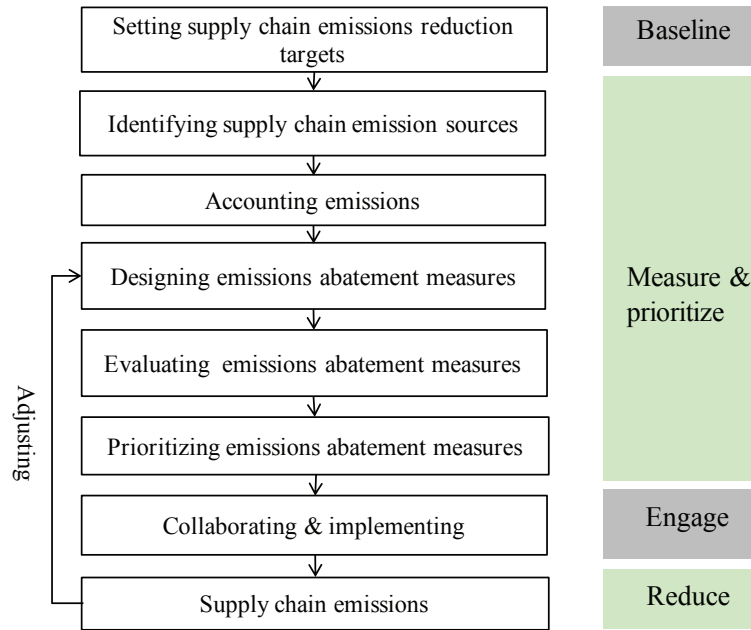 Setting supply chain emissions reduction
targets
Baseline
Identifying supply chain emission sources
Accounting emissions
Designing emissions abatement measures
Measure &
prioritize
Evaluating emissions abatement measures
Adjusting
Prioritizing emissions abatement measures
Collaborating & implementing
Engage
Supply chain emissions
Reduce